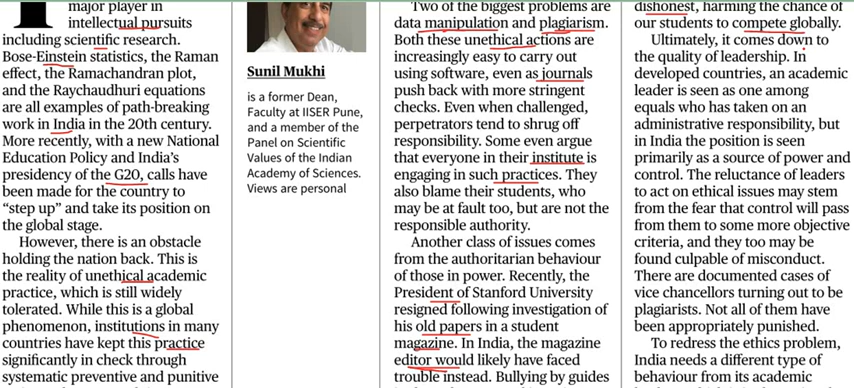 major player in
intellectual pursuits
including scientific research.
Bose-Einstein statistics, the Raman
effect, the Ramachandran plot,
and the Raychaudhuri equations
are all examples of path-breaking
work in India in the 20th century.
More recently, with a new National
Education Policy and India's
presidency of the G20, calls have
been made for the country to
“step up” and take its position on
the global stage.
However, there is an obstacle
holding the nation back. This is
the reality of unethical academic
practice, which is still widely
tolerated. While this is a global
phenomenon, institutions in many
countries have kept this practice
significantly in check through
systematic preventive and punitive
Sunil Mukhi
is a former Dean,
Faculty at IISER Pune,
and a member of the
Panel on Scientific
Values of the Indian
Academy of Sciences.
Views are personal
Two of the biggest problems are
data manipulation and plagiarism.
Both these unethical actions are
increasingly easy to carry out
using software, even as journals
push back with more stringent
checks. Even when challenged,
perpetrators tend to shrug off
responsibility. Some even argue
that everyone in their institute is
engaging in such practices. They
also blame their students, who
may be at fault too, but are not the
responsible authority.
Another class of issues comes
from the authoritarian behaviour
of those in power. Recently, the
President of Stanford University
resigned following investigation of
his old papers in a student
magazine. In India, the magazine
editor would likely have faced
trouble instead. Bullying by guides
dishonest, harming the chance of
our students to compete globally.
Ultimately, it comes down to
the quality of leadership. In
developed countries, an academic
leader is seen as one among
equals who has taken on an
administrative responsibility, but
in India the position is seen
primarily as a source of power and
control. The reluctance of leaders
to act on ethical issues may stem
from the fear that control will pass
from them to some more objective
criteria, and they too may be
found culpable of misconduct.
There are documented cases of
vice chancellors turning out to be
plagiarists. Not all of them have
been appropriately punished.
To redress the ethics problem,
India needs a different type of
behaviour from its academic